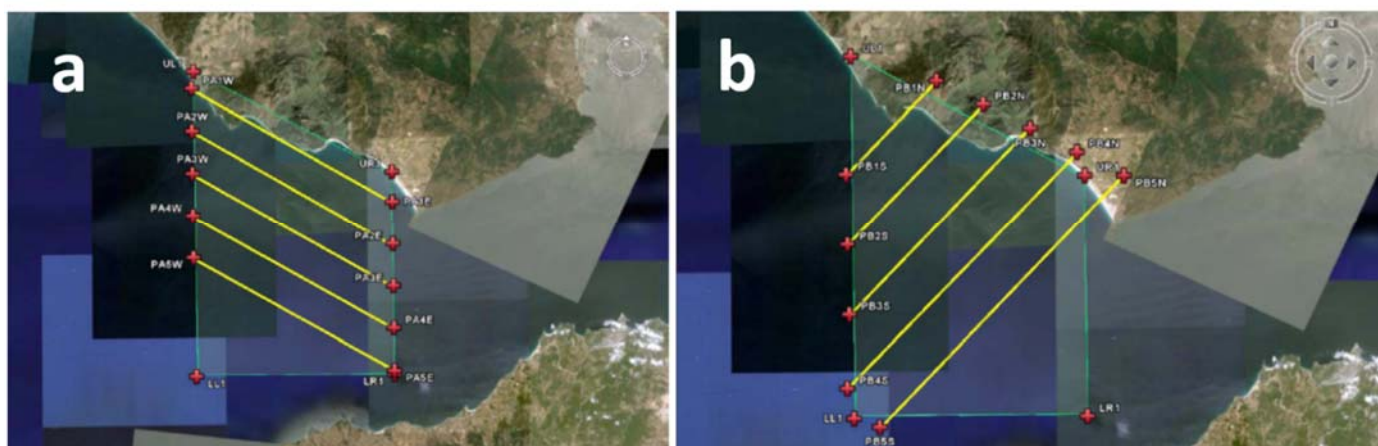 a
UL1
PA1W
PA2W
PA3W
PA4W
PA5W
LL1
UR1
PA1E
PA2E
PA3E
PA4E
LR1
PA5E
b
UL1
PB1N
PB2N
PB3N
PB4N
UR1
PB5N
PB1S
PB2S
PB3S
PB4S
LL1
PB5S
LR1
N